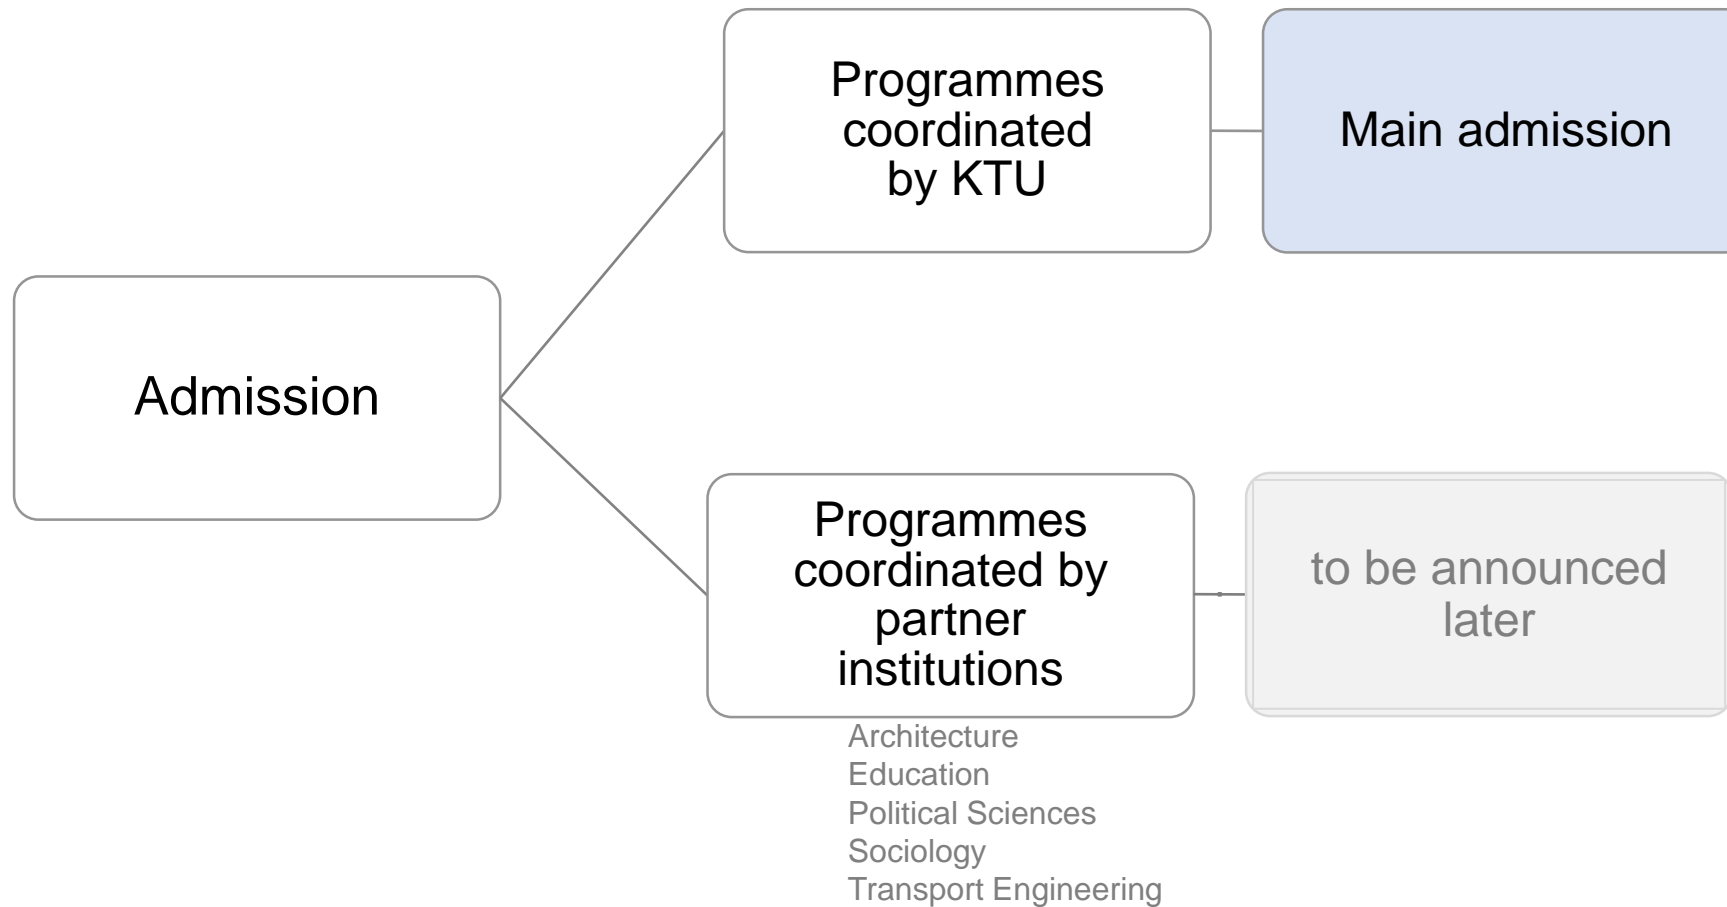 Programmes
coordinated
by KTU
Main admission
Admission
Programmes
coordinated by
partner
institutions
to be announced
later
Architecture
Education
Political Sciences
Sociology
Transport Engineering